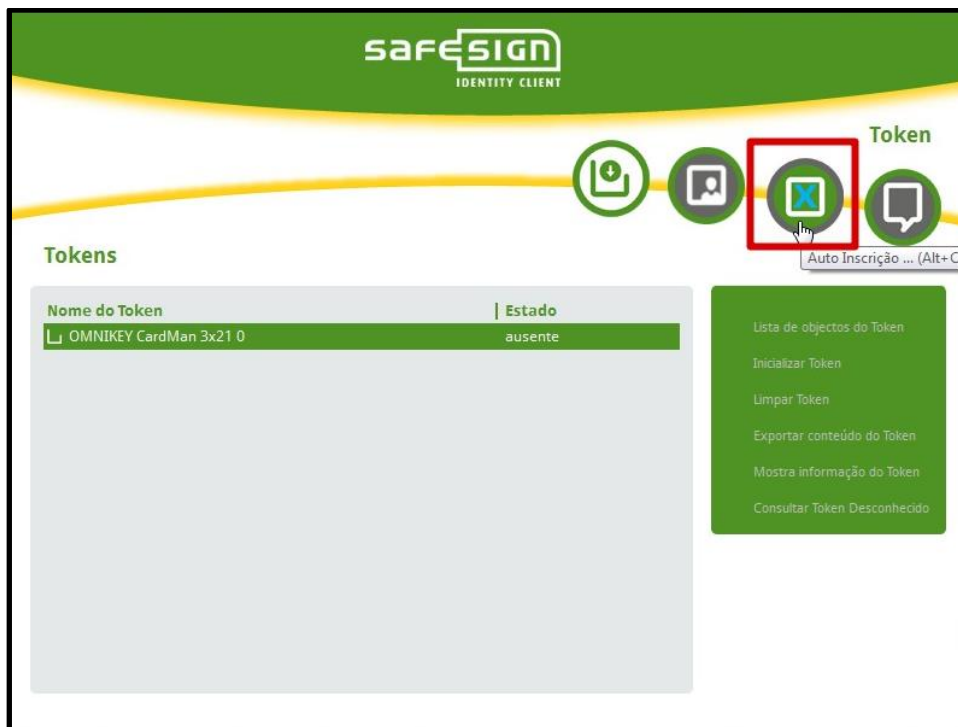 safesign
IDENTITY CLIENT
Token
Auto Inscrição ... (Alt+C
Tokens
Nome do Token | Estado
OMNIKEY CardMan 3x21 0 ausente
Lista de objectos do Token
Inicializar Token
Limpar Token
Exportar conteúdo do Token
Mostra informação do Token
Consultar Token Desconhecido